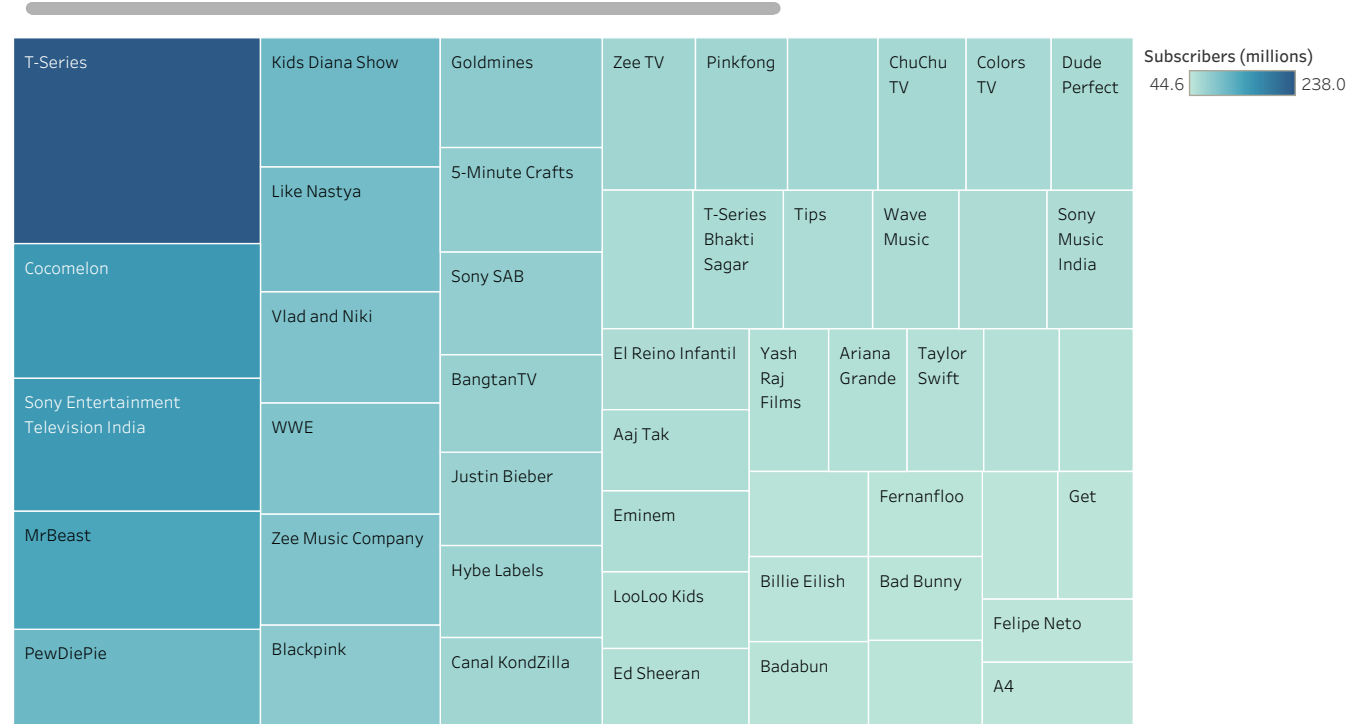 T-Series
Cocomelon
Sony Entertainment
Television India
MrBeast
PewDiePie
Kids Diana Show
Like Nastya
Vlad and Niki
WWE
Zee Music Company
Blackpink
Goldmines
5-Minute Crafts
Sony SAB
BangtanTV
Justin Bieber
Hybe Labels
Canal KondZilla
Zee TV
Pinkfong
ChuChu
TV
Colors
TV
Dude
Perfect
T-Series
Bhakti
Sagar
Tips
Wave
Music
Sony
Music
India
El Reino Infantil
Aaj Tak
Eminem
LooLoo Kids
Ed Sheeran
Yash
Raj
Films
Ariana
Grande
Taylor
Swift
Fernanfloo
Get
Billie Eilish
Bad Bunny
Badabun
Felipe Neto
A4
Subscribers (millions)
44.6
238.0